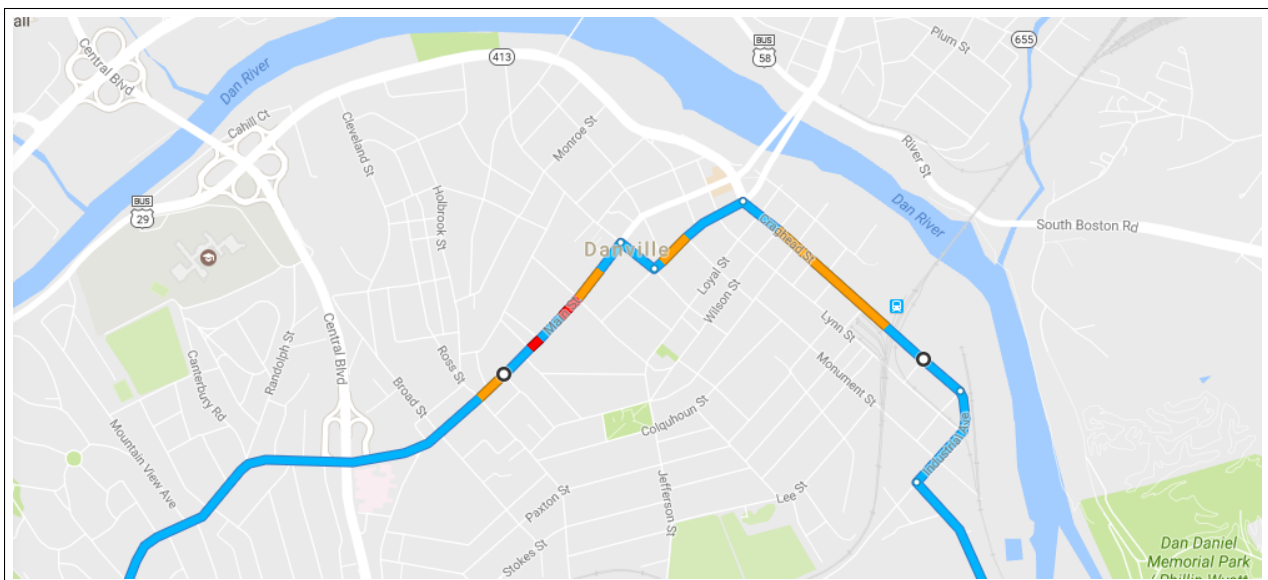 all
Central Blvd
Dan River
413
BUS
58
Plum St
655
Cahill Ct
Cleveland St
Monroe St
River St
BUS
29
Holbrook St
Dan River
South Boston Rd
Danville
Craghead St
Loyal St
Wilson St
Main St
Lynn St
Randolph St
Central Blvd
Ross St
Canterbury Rd
Broad St
Monument St
Colquhoun St
Mountain View Ave
Industrial Ave
Paxton St
Jefferson St
Lee St
Stokes St
Dan Daniel
Memorial Park
/ Phillip Wyatt